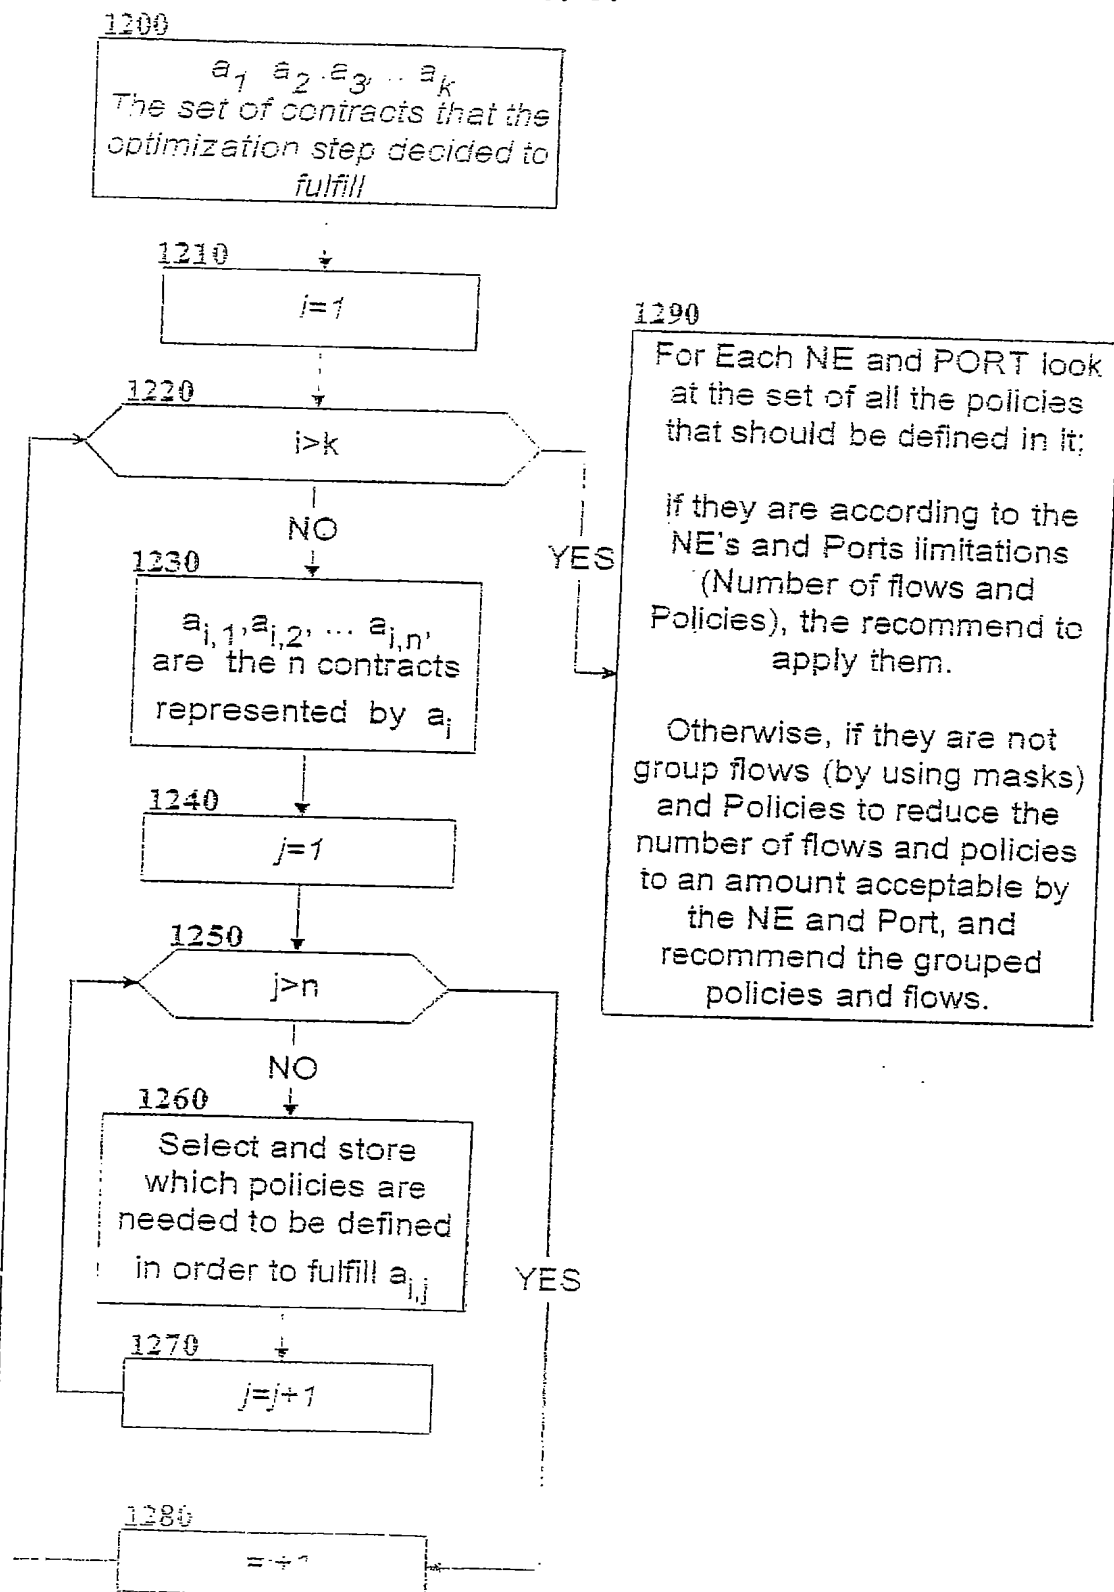 1200
a1 a2 .a3, .. ak
The set of contracts that the
optimization step decided to
fulfill
1210
i=1
1220
i>k
NO
YES
1230
ai,1,ai,2, ... ai,n,
are the n contracts
represented by ai
1240
j=1
1250
j>n
NO
YES
1260
Select and store
which policies are
needed to be defined
in order to fulfill ai,j
1270
j=j+1
1280
1290
For Each NE and PORT look
at the set of all the policies
that should be defined in it:
if they are according to the
NE's and Ports limitations
(Number of flows and
Policies), the recommend to
apply them.
Otherwise, if they are not
group flows (by using masks)
and Policies to reduce the
number of flows and policies
to an amount acceptable by
the NE and Port, and
recommend the grouped
policies and flows.